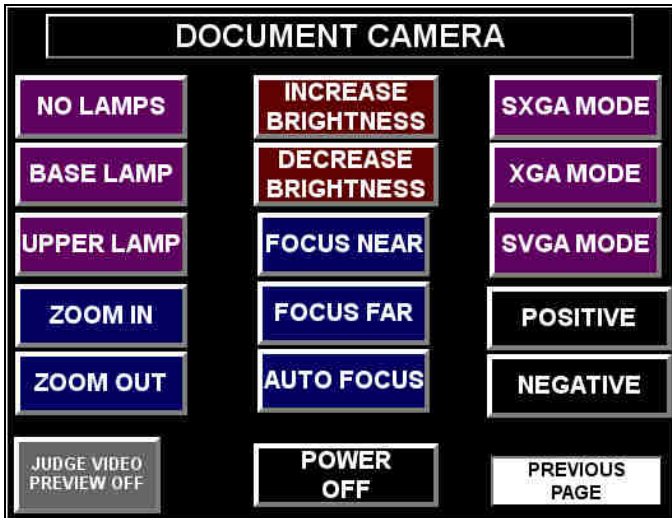 DOCUMENT CAMERA
NO LAMPS
INCREASE
BRIGHTNESS
SXGA MODE
BASE LAMP
DECREASE
BRIGHTNESS
XGA MODE
UPPER LAMP
FOCUS NEAR
SVGA MODE
ZOOM IN
FOCUS FAR
POSITIVE
ZOOM OUT
AUTO FOCUS
NEGATIVE
JUDGE VIDEO
PREVIEW OFF
POWER
OFF
PREVIOUS
PAGE